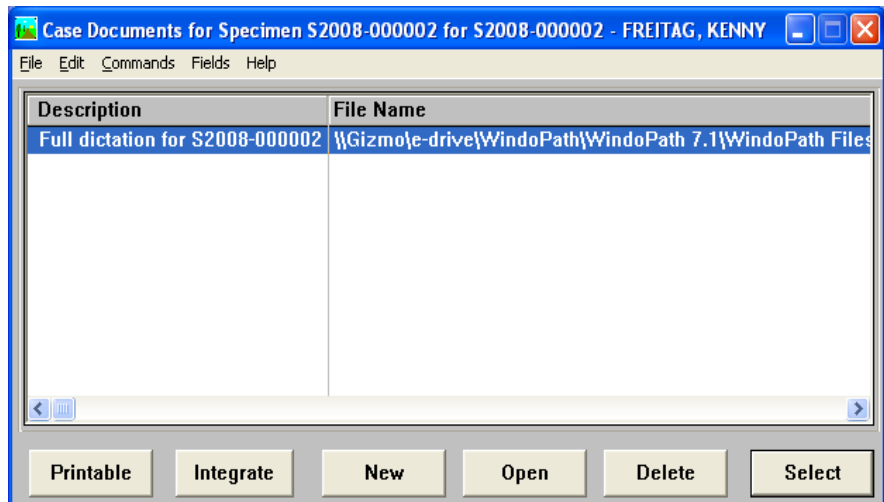 Case Documents for Specimen S2008-000002 for S2008-000002 - FREITAG, KENNY
File Edit Commands Fields Help
Description File Name
Full dictation for S2008-000002 \\Gizmo\e-drive\WindoPath\WindoPath 7.1\WindoPath Files
Printable Integrate New Open Delete Select